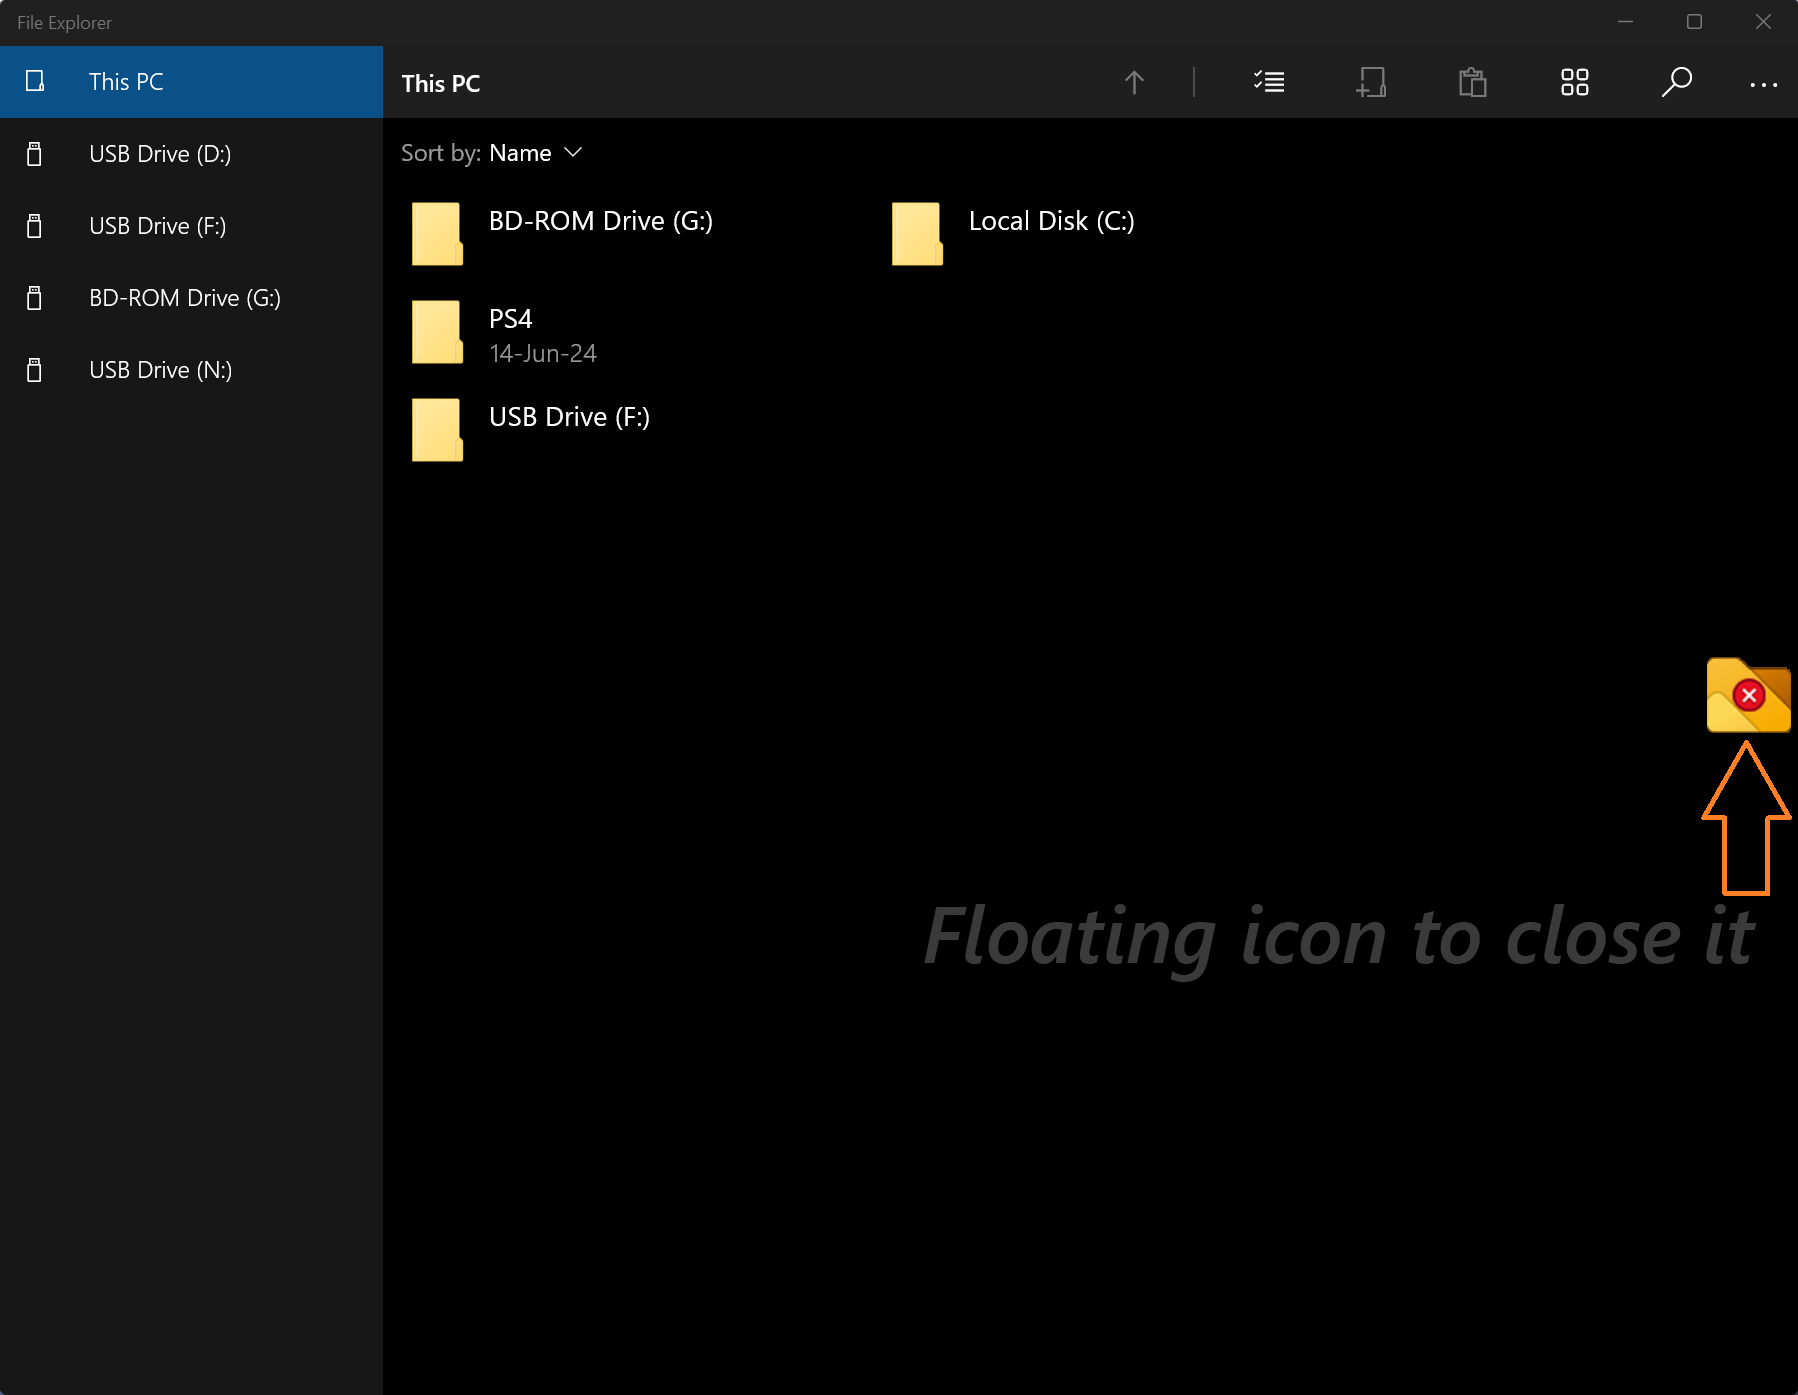 File Explorer
This PC
USB Drive (D:)
USB Drive (F:)
BD-ROM Drive (G:)
USB Drive (N:)
This PC
Sort by: Name
BD-ROM Drive (G:)
Local Disk (C:)
PS4
14-Jun-24
USB Drive (F:)
Floating icon to close it